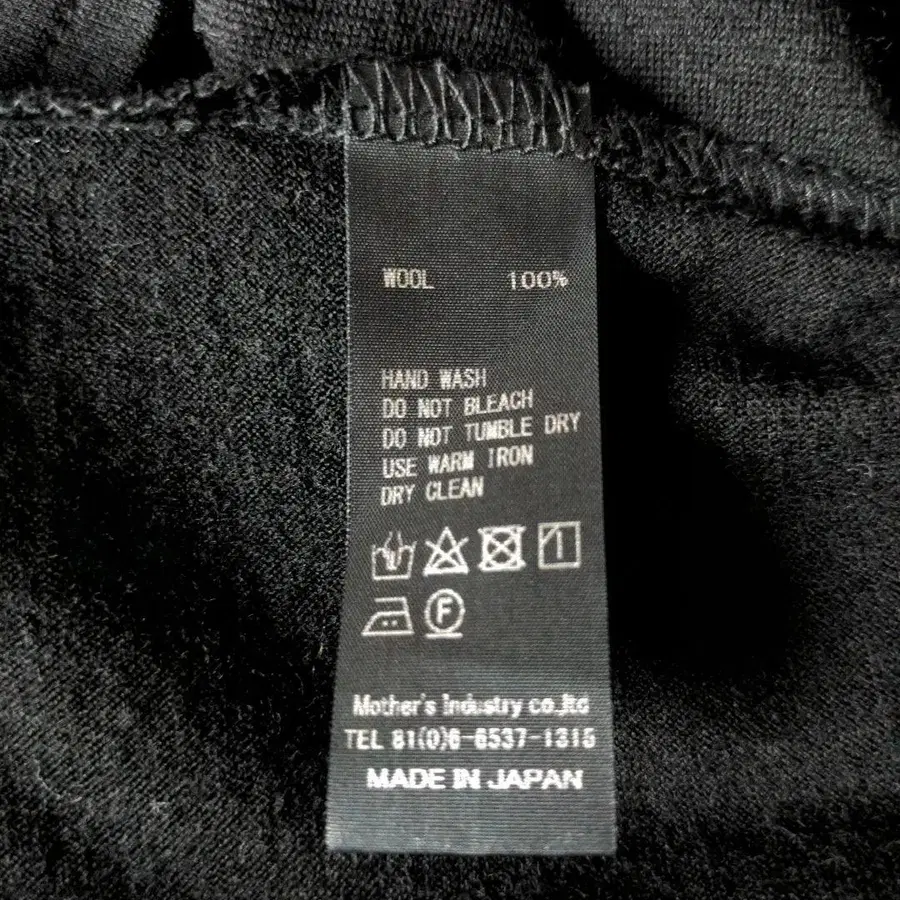 WOOL 100%
HAND WASH
DO NOT BLEACH
DO NOT TUMBLE DRY
USE WARM IRON
DRY CLEAN
F
Mother's Industry co.,ltd
TEL 81(0)6-6537-1315
MADE IN JAPAN